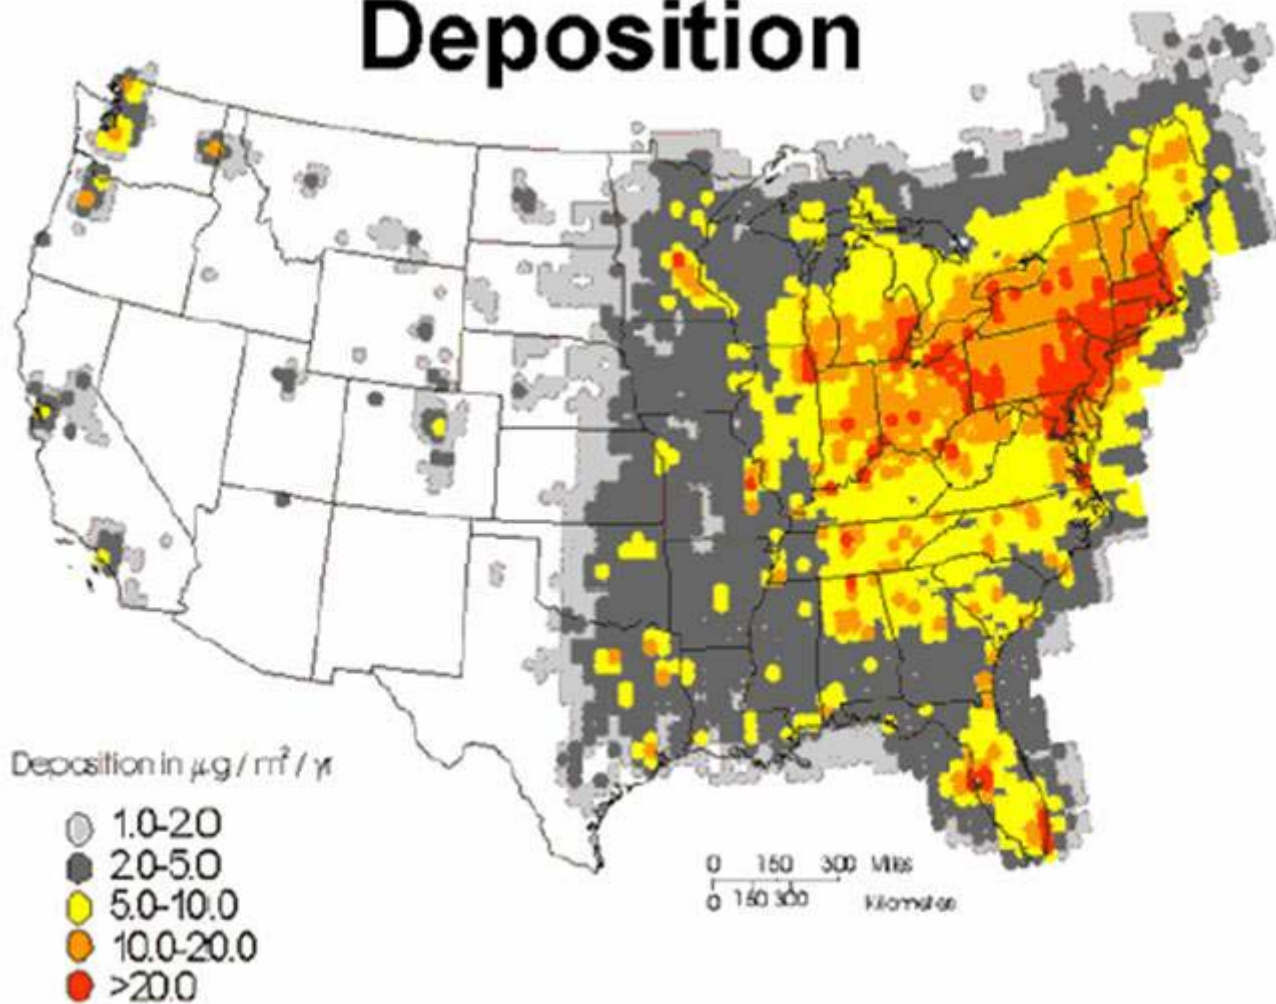 Deposition
Deposition in μg / m² / yr
1.0-2.0
2.0-5.0
5.0-10.0
10.0-20.0
>20.0
0 150 300 Miles
0 150 300 Kilometers